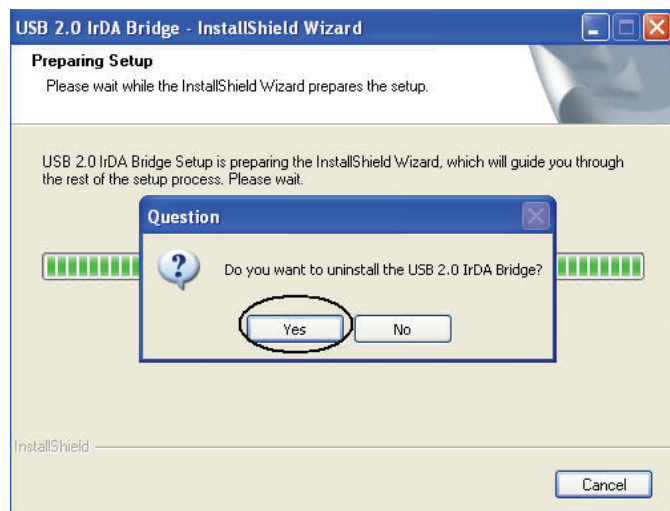 USB 2.0 IrDA Bridge - InstallShield Wizard
Preparing Setup
Please wait while the InstallShield Wizard prepares the setup.
USB 2.0 IrDA Bridge Setup is preparing the InstallShield Wizard, which will guide you through
the rest of the setup process. Please wait.
Question
Do you want to uninstall the USB 2.0 IrDA Bridge?
Yes No
InstallShield
Cancel